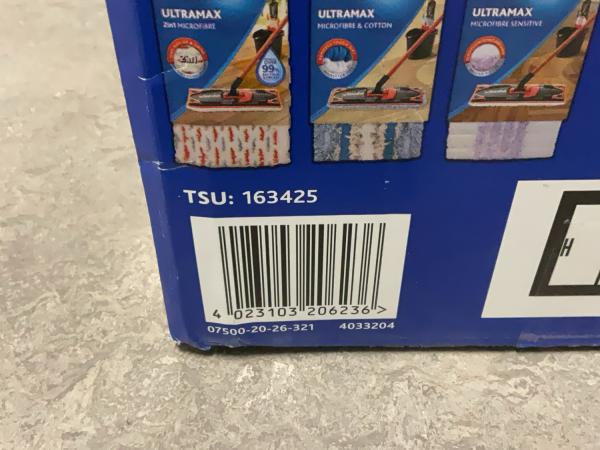 ULTRAMAX
2in1 MICROFIBRE
ULTRAMAX
MICROFIBRE & COTTON
ULTRAMAX
MICROFIBRE SENSITIVE
99
TSU: 163425
4 023103 206236 >
07500-20-26-321 4033204
H